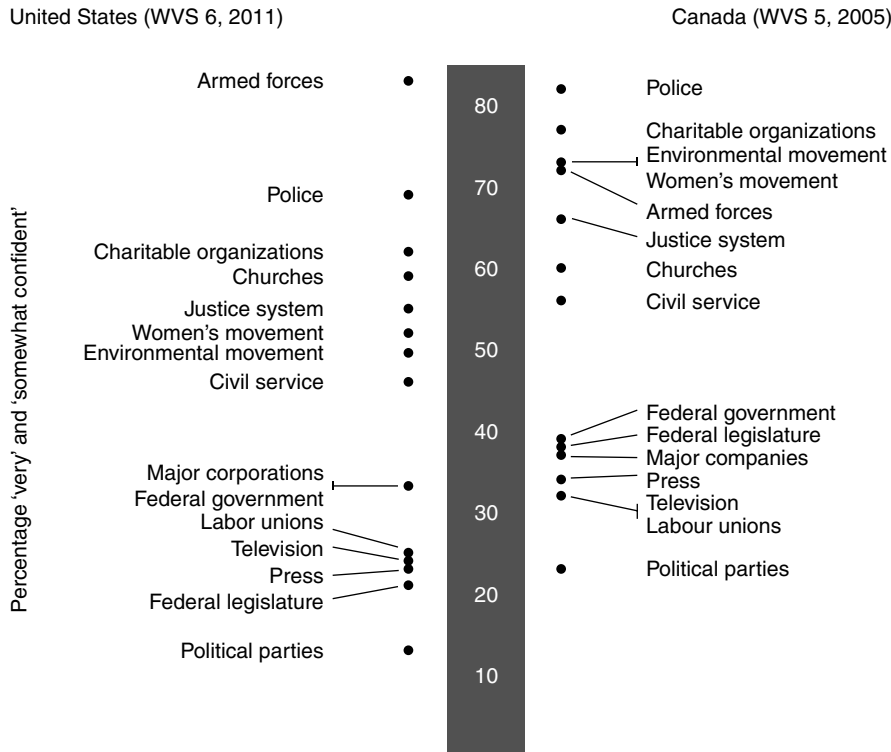 United States (WVS 6, 2011)
Canada (WVS 5, 2005)
Percentage ‘very’ and ‘somewhat confident’
Armed forces
Police
Charitable organizations
Churches
Justice system
Women’s movement
Environmental movement
Civil service
Major corporations
Federal government
Labor unions
Television
Press
Federal legislature
Political parties
80
70
60
50
40
30
20
10
Police
Charitable organizations
Environmental movement
Women’s movement
Armed forces
Justice system
Churches
Civil service
Federal government
Federal legislature
Major companies
Press
Television
Labour unions
Political parties